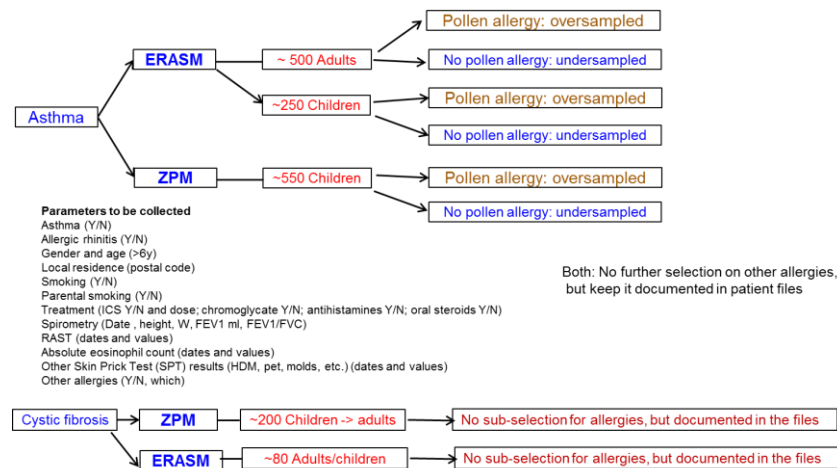 Pollen allergy: oversampled
ERASM
~ 500 Adults
No pollen allergy: undersampled
~250 Children
Pollen allergy: oversampled
Asthma
No pollen allergy: undersampled
ZPM
~550 Children
Pollen allergy: oversampled
No pollen allergy: undersampled
Parameters to be collected
Asthma (Y/N)
Allergic rhinitis (Y/N)
Gender and age (>6y)
Local residence (postal code)
Smoking (Y/N)
Parental smoking (Y/N)
Treatment (ICS Y/N and dose; chromoglycate Y/N; antihistamines Y/N; oral steroids Y/N)
Spirometry (Date , height, W, FEV1 ml, FEV1/FVC)
RAST (dates and values)
Absolute eosinophil count (dates and values)
Other Skin Prick Test (SPT) results (HDM, pet, molds, etc.) (dates and values)
Other allergies (Y/N, which)
Both: No further selection on other allergies,
but keep it documented in patient files
Cystic fibrosis
ZPM
~200 Children -> adults
No sub-selection for allergies, but documented in the files
ERASM
~80 Adults/children
No sub-selection for allergies, but documented in the files